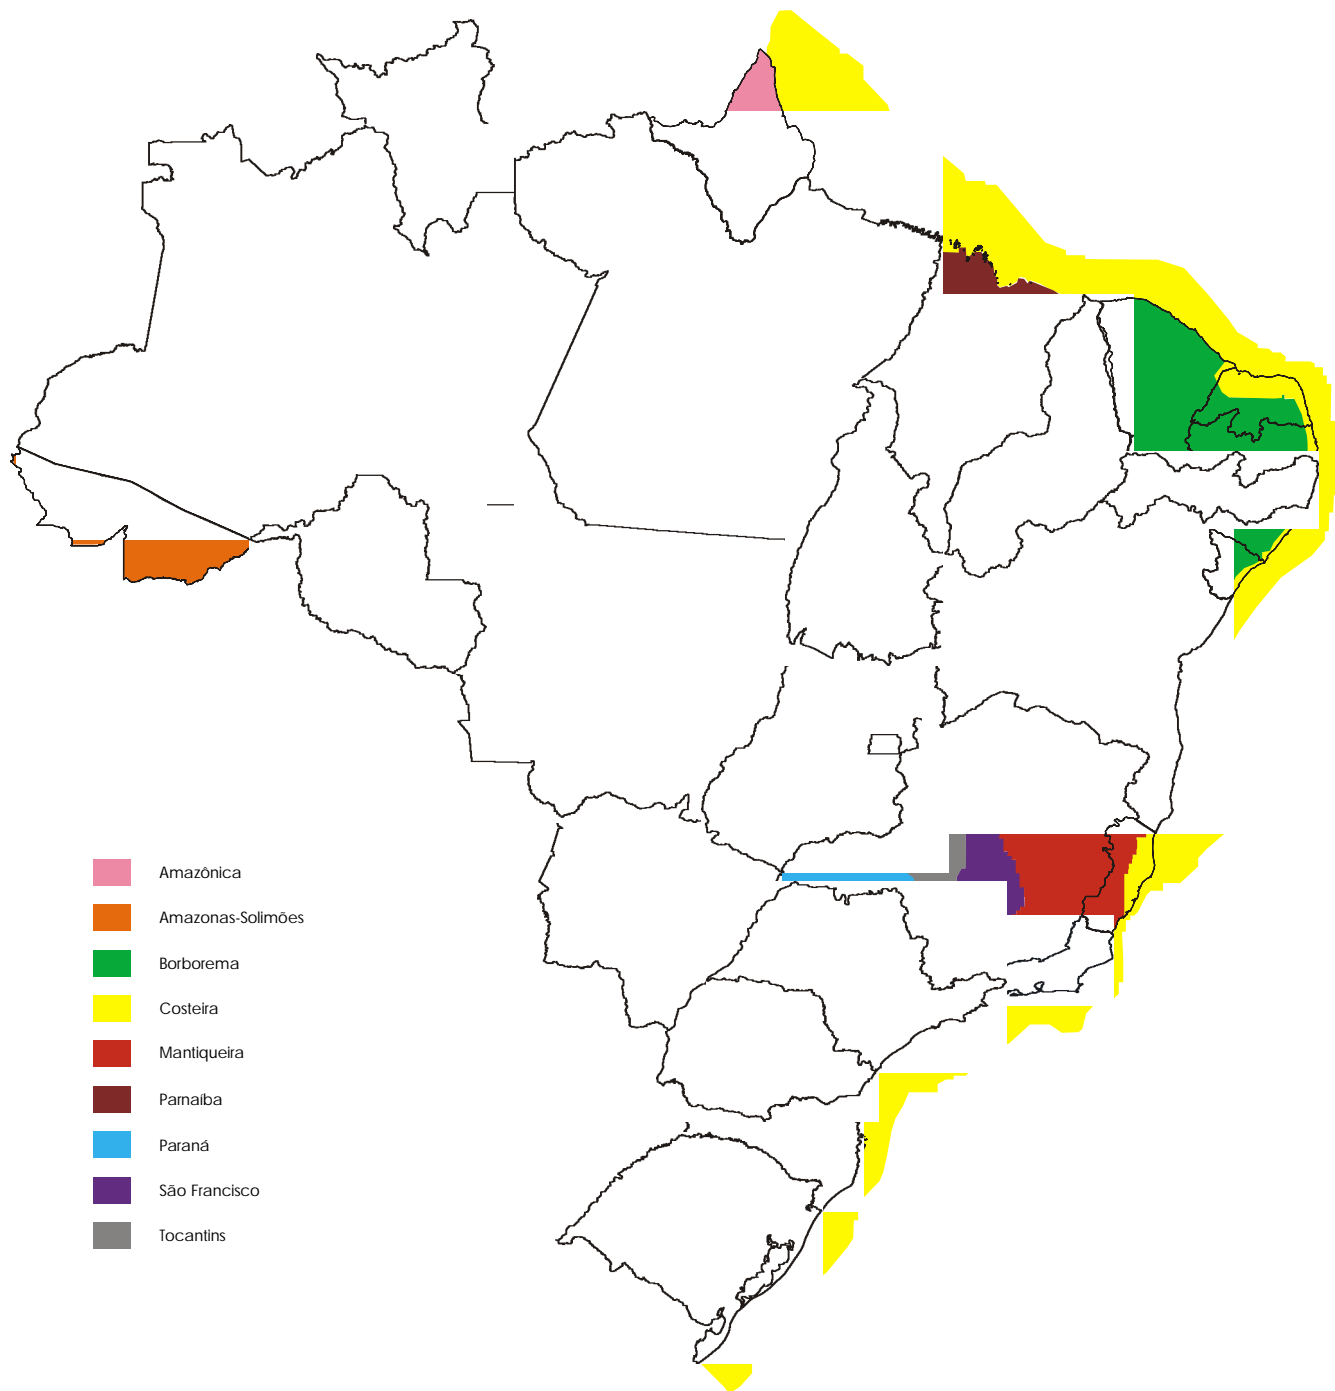 Amazônica
Amazonas-Solimões
Borborema
Costeira
Mantiqueira
Parnaíba
Paraná
São Francisco
Tocantins